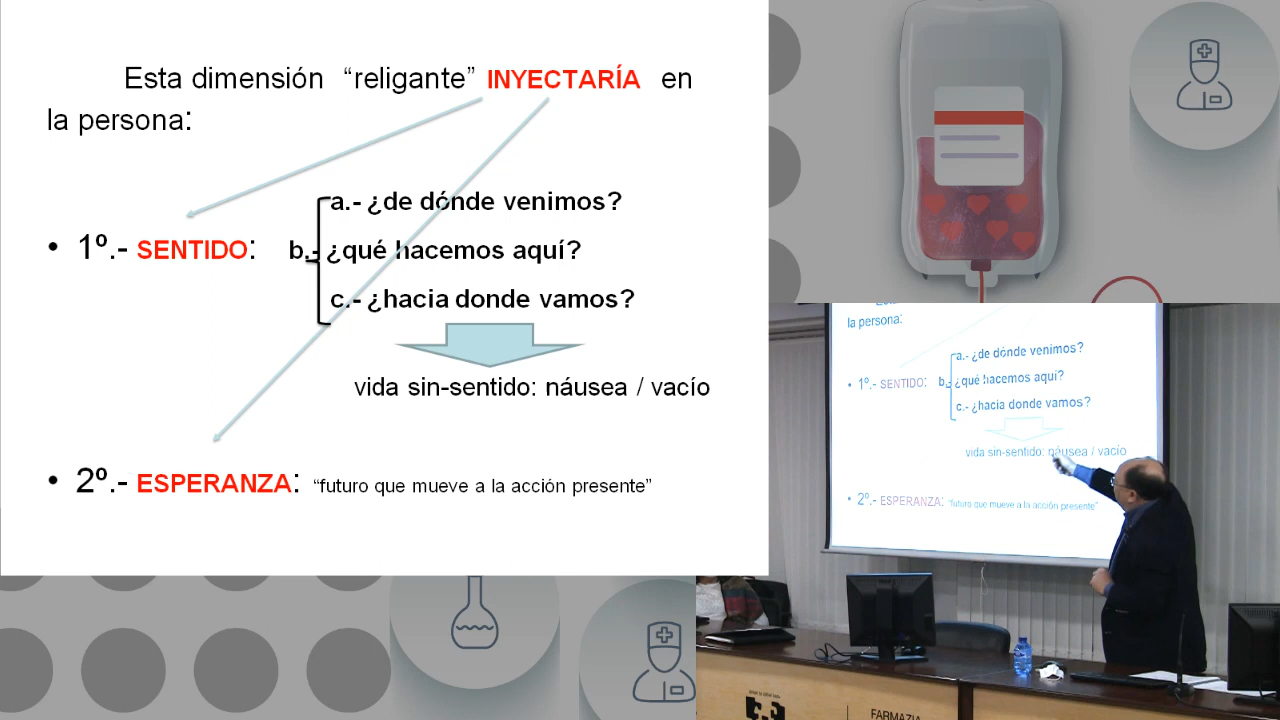 Esta dimensión “religante” INYECTARÍA en
la persona:
a.- ¿de dónde venimos?
• 1º.- SENTIDO: b.- ¿qué hacemos aquí?
c.- ¿hacia donde vamos?
vida sin-sentido: náusea / vacío
• 2º.- ESPERANZA: “futuro que mueve a la acción presente”
la persona:
a.- ¿de dónde venimos?
• 1º.- SENTIDO: b.- ¿qué hacemos aquí?
c.- ¿hacia donde vamos?
vida sin-sentido: náusea / vacío
• 2º.- ESPERANZA: “futuro que mueve a la acción presente”
FARMAZIA